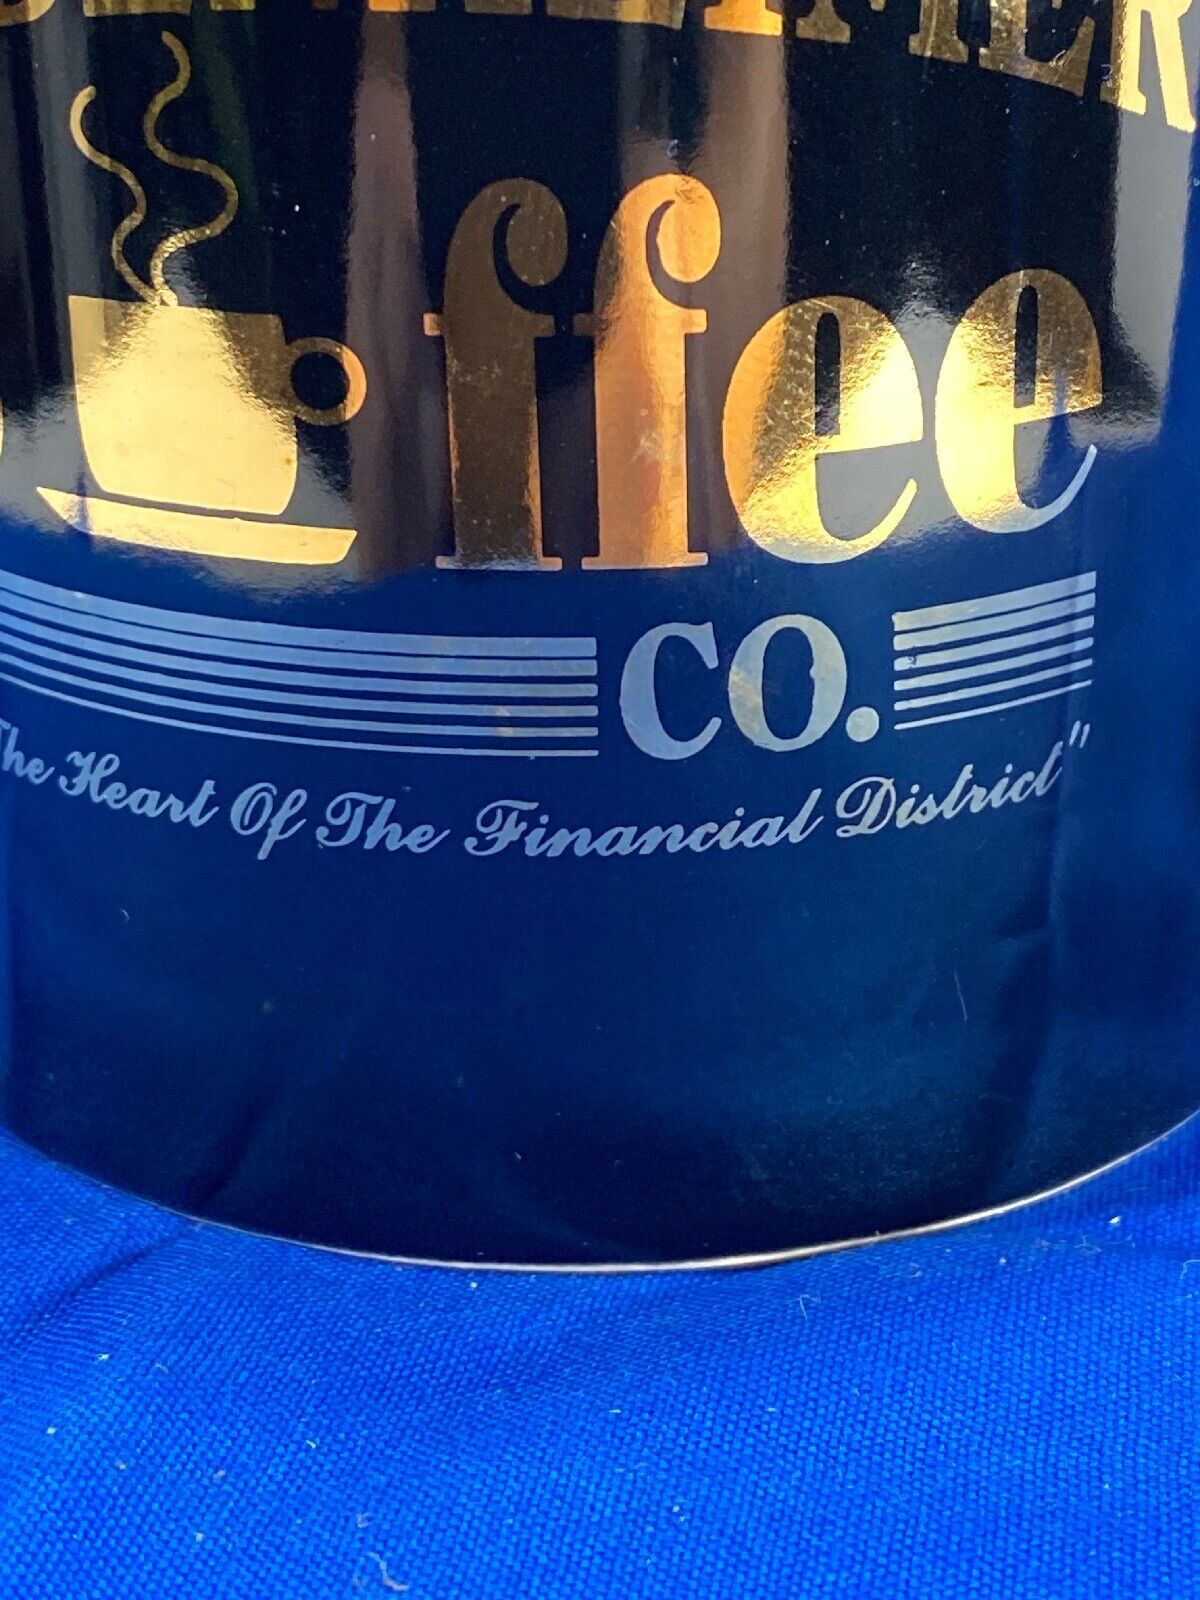 ffee
CO.
The Heart Of The Financial District"